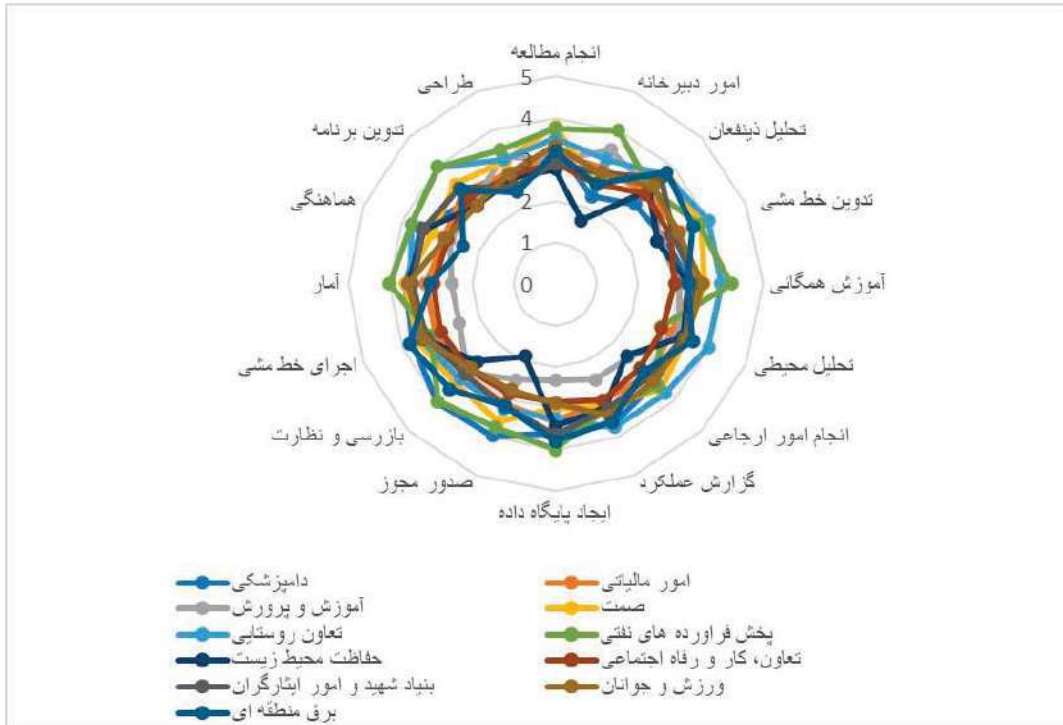 انجام مطالعه
امور دبیرخانه
تحلیل ذینفعان
تدوین خط مشی
آموزش همگانی
تحلیل محیطی
انجام امور ارجاعی
گزارش عملکرد
ایجاد پایگاه داده
صدور مجوز
بازرسی و نظارت
اجرای خط مشی
آمار
هماهنگی
تدوین برنامه
طراحی
5
4
3
2
1
0
دامپزشکی
امور مالیاتی
آموزش و پرورش
صمت
تعاون روستایی
پخش فراورده های نفتی
حفاظت محیط زیست
تعاون، کار و رفاه اجتماعی
بنیاد شهید و امور ایثارگران
ورزش و جوانان
برق منطقه ای